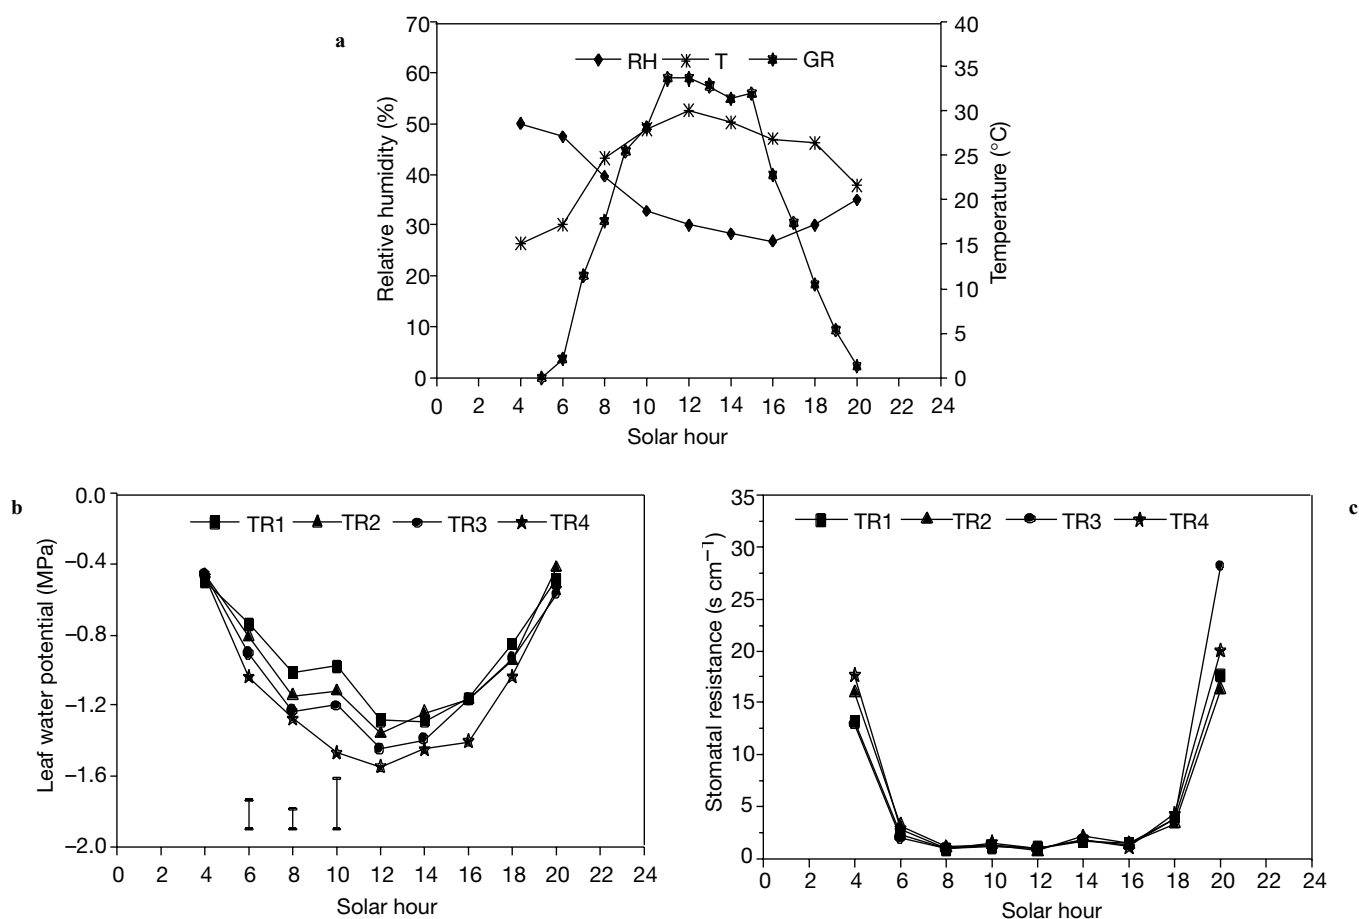 a
RH T GR
70
60
50
40
30
20
10
0
40
35
30
25
20
15
10
5
0
Relative humidity (%)
Temperature (°C)
0 2 4 6 8 10 12 14 16 18 20 22 24
Solar hour
b
TR1 TR2 TR3 TR4
0.0
−0.4
−0.8
−1.2
−1.6
−2.0
Leaf water potential (MPa)
0 2 4 6 8 10 12 14 16 18 20 22 24
Solar hour
c
TR1 TR2 TR3 TR4
35
30
25
20
15
10
5
0
Stomatal resistance (s cm−1)
0 2 4 6 8 10 12 14 16 18 20 22 24
Solar hour